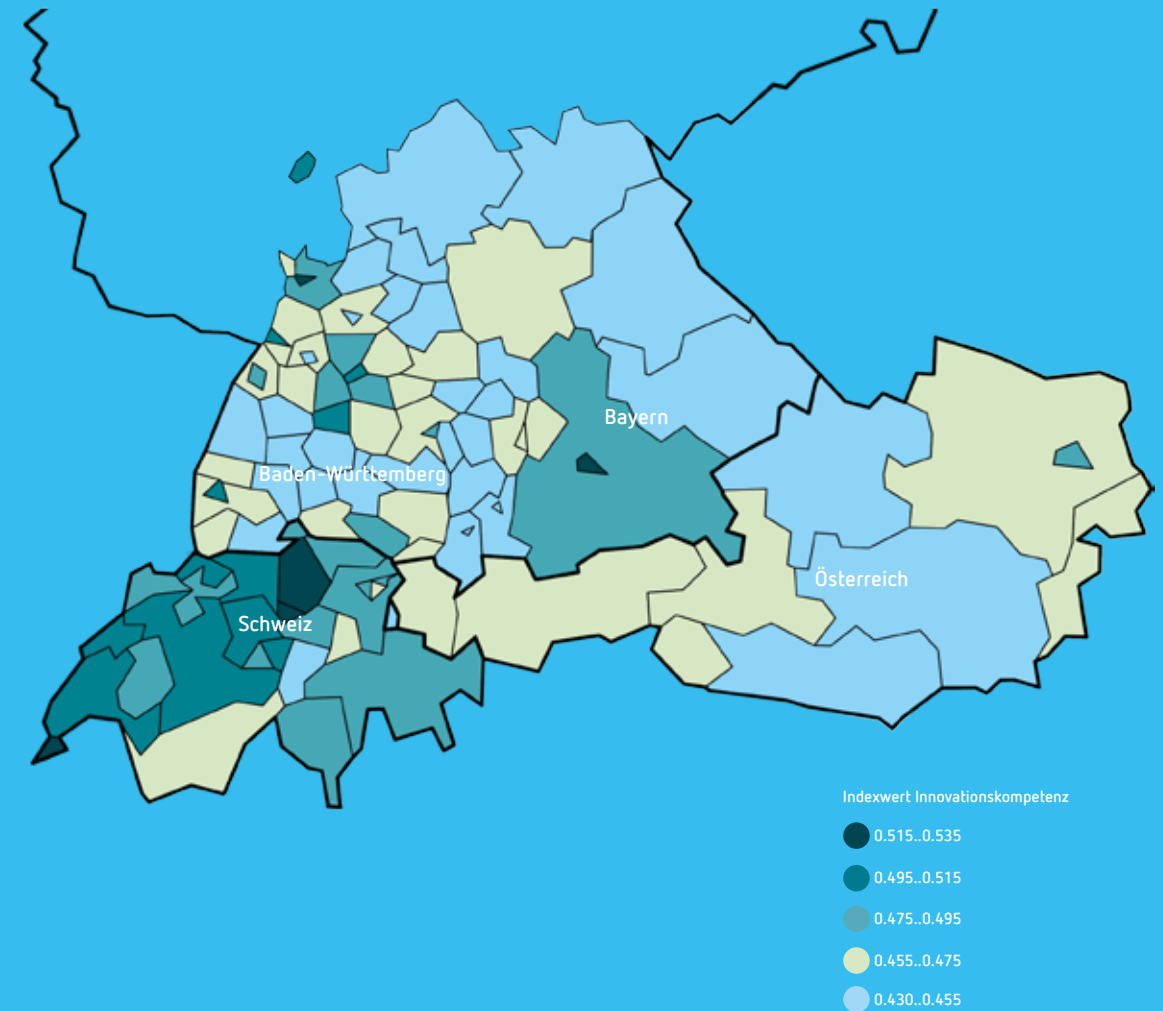 Bayern
Baden-Württemberg
Österreich
Schweiz
Indexwert Innovationskompetenz
0.515..0.535
0.495..0.515
0.475..0.495
0.455..0.475
0.430..0.455